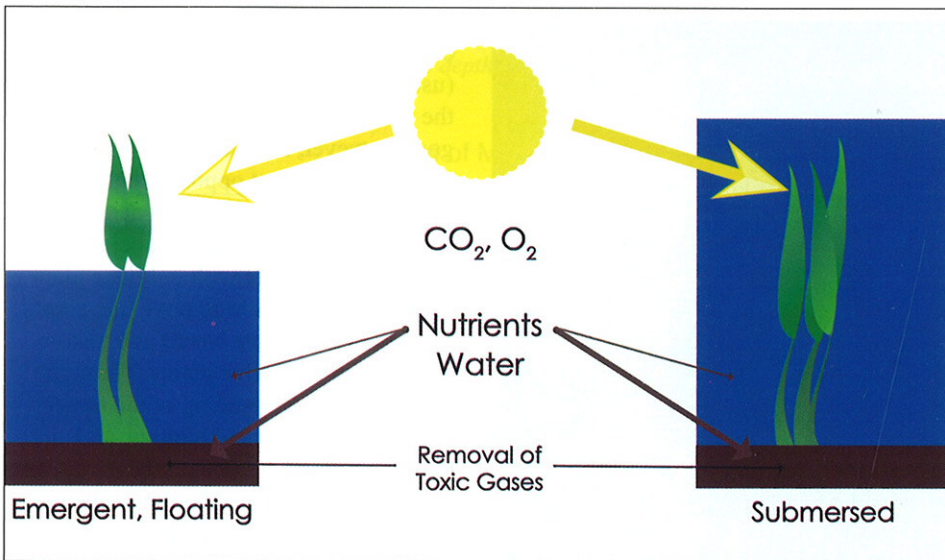 CO₂, O₂
Nutrients
Water
Removal of
Toxic Gases
Emergent, Floating
Submersed